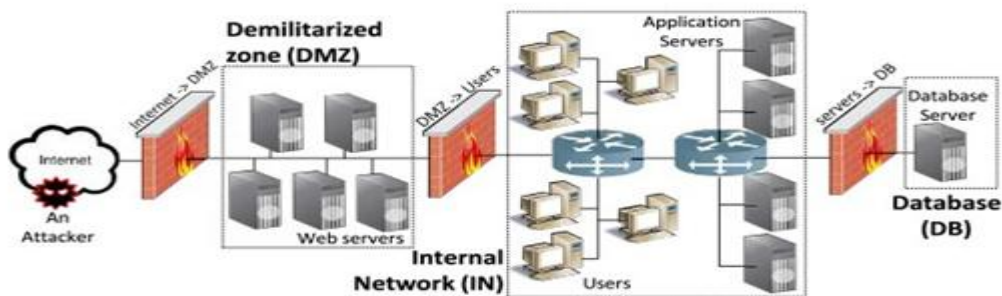 Demilitarized
zone (DMZ)
Internet -> DMZ
DMZ -> Users
Application
Servers
servers -> DB
Database
Server
Internet
An
Attacker
Web servers
Internal
Network (IN)
Users
Database
(DB)